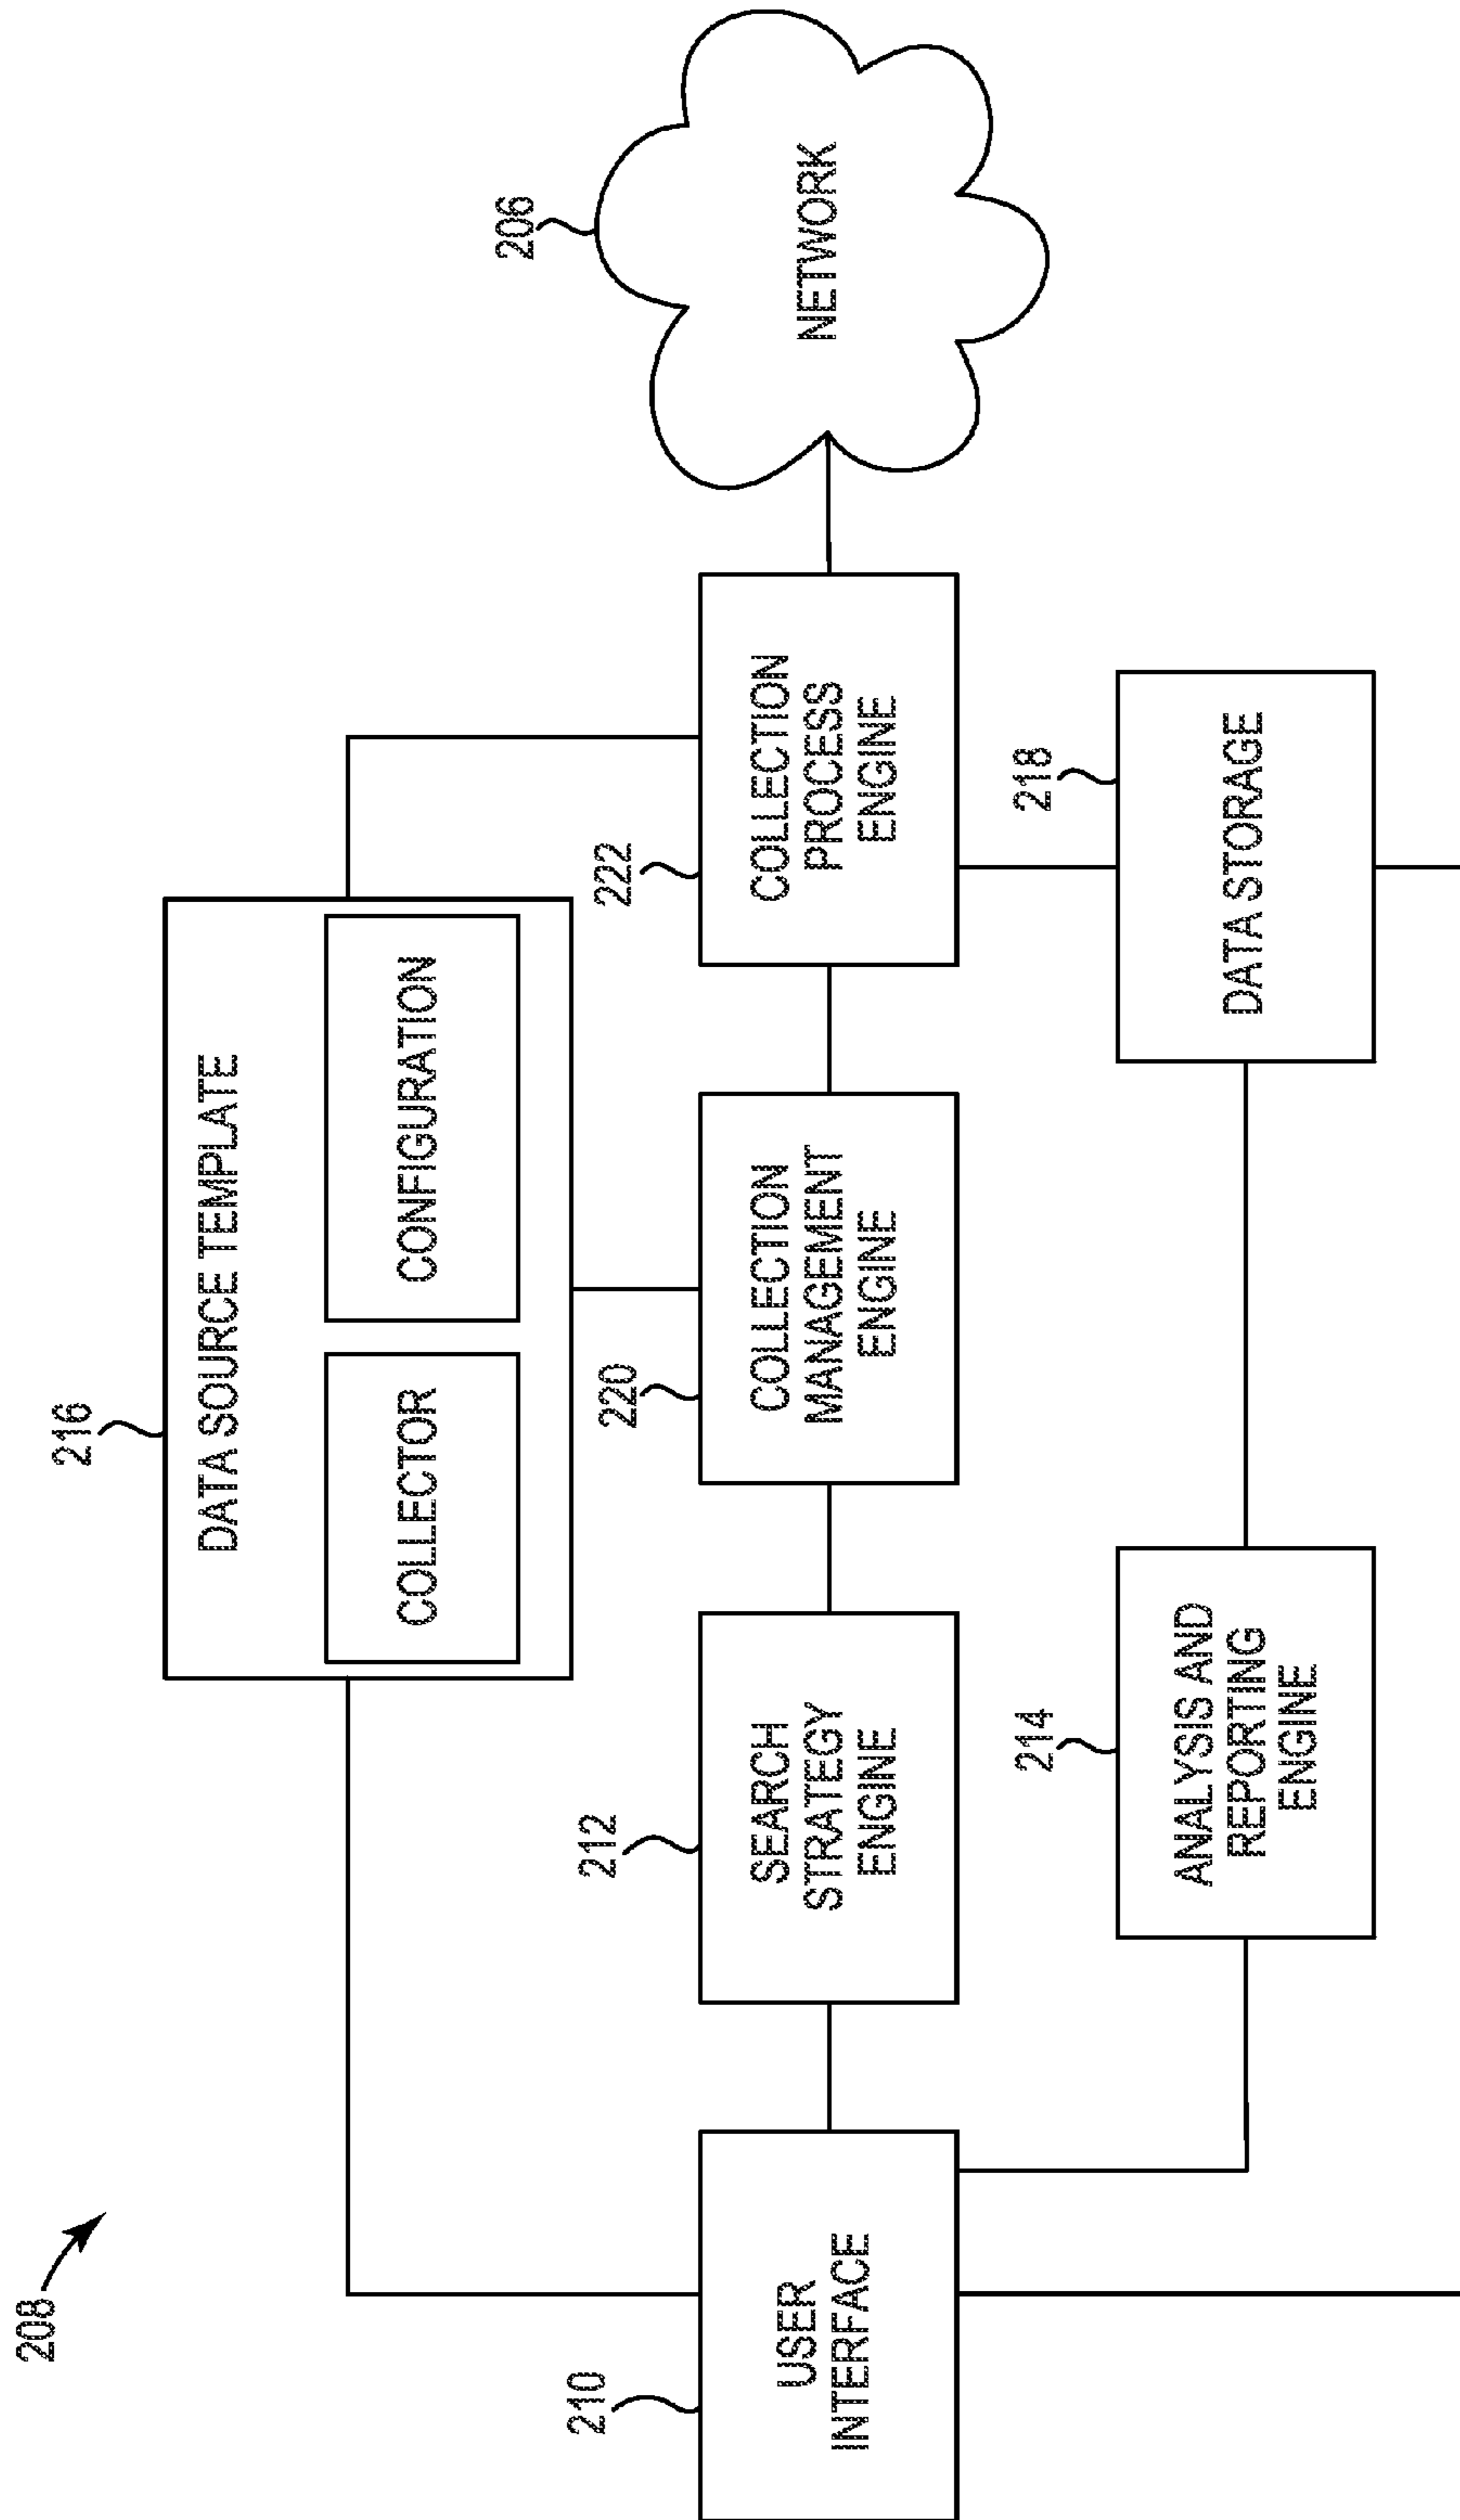 208
216
DATA SOURCE TEMPLATE
COLLECTOR
CONFIGURATION
206
NETWORK
210
USER
INTERFACE
212
SEARCH
STRATEGY
ENGINE
220
COLLECTION
MANAGEMENT
ENGINE
222
COLLECTION
PROCESS
ENGINE
214
ANALYSIS AND
REPORTING
ENGINE
218
DATA STORAGE